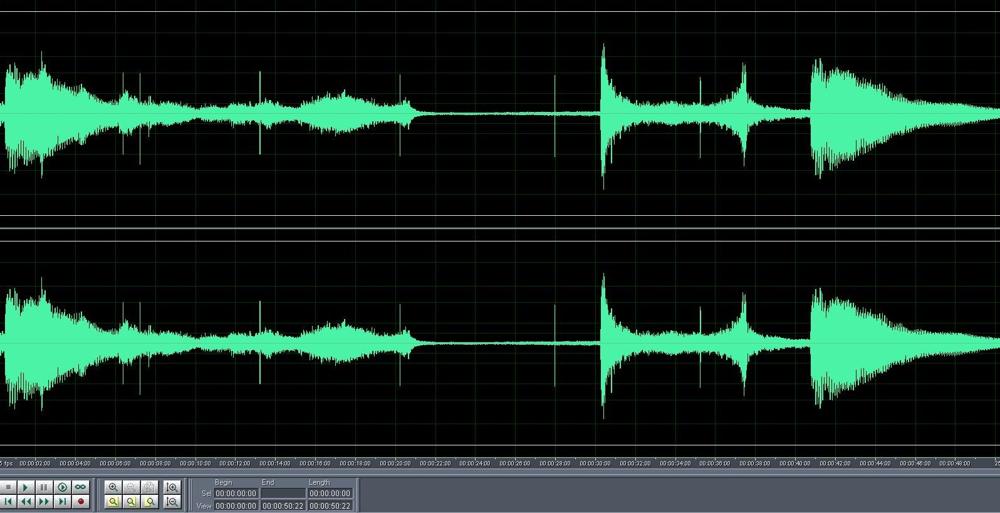 5 fps 00:00:02:00 00:00:04:00 00:00:06:00 00:00:08:00 00:00:10:00 00:00:12:00 00:00:14:00 00:00:16:00 00:00:18:00 00:00:20:00 00:00:22:00 00:00:24:00 00:00:26:00 00:00:28:00 00:00:30:00 00:00:32:00 00:00:34:00 00:00:36:00 00:00:38:00 00:00:40:00 00:00:42:00 00:00:44:00 00:00:46:00 00:00:48:00 25
Begin End Length
Sel 00:00:00:00 00:00:00:00
View 00:00:00:00 00:00:50:22 00:00:50:22